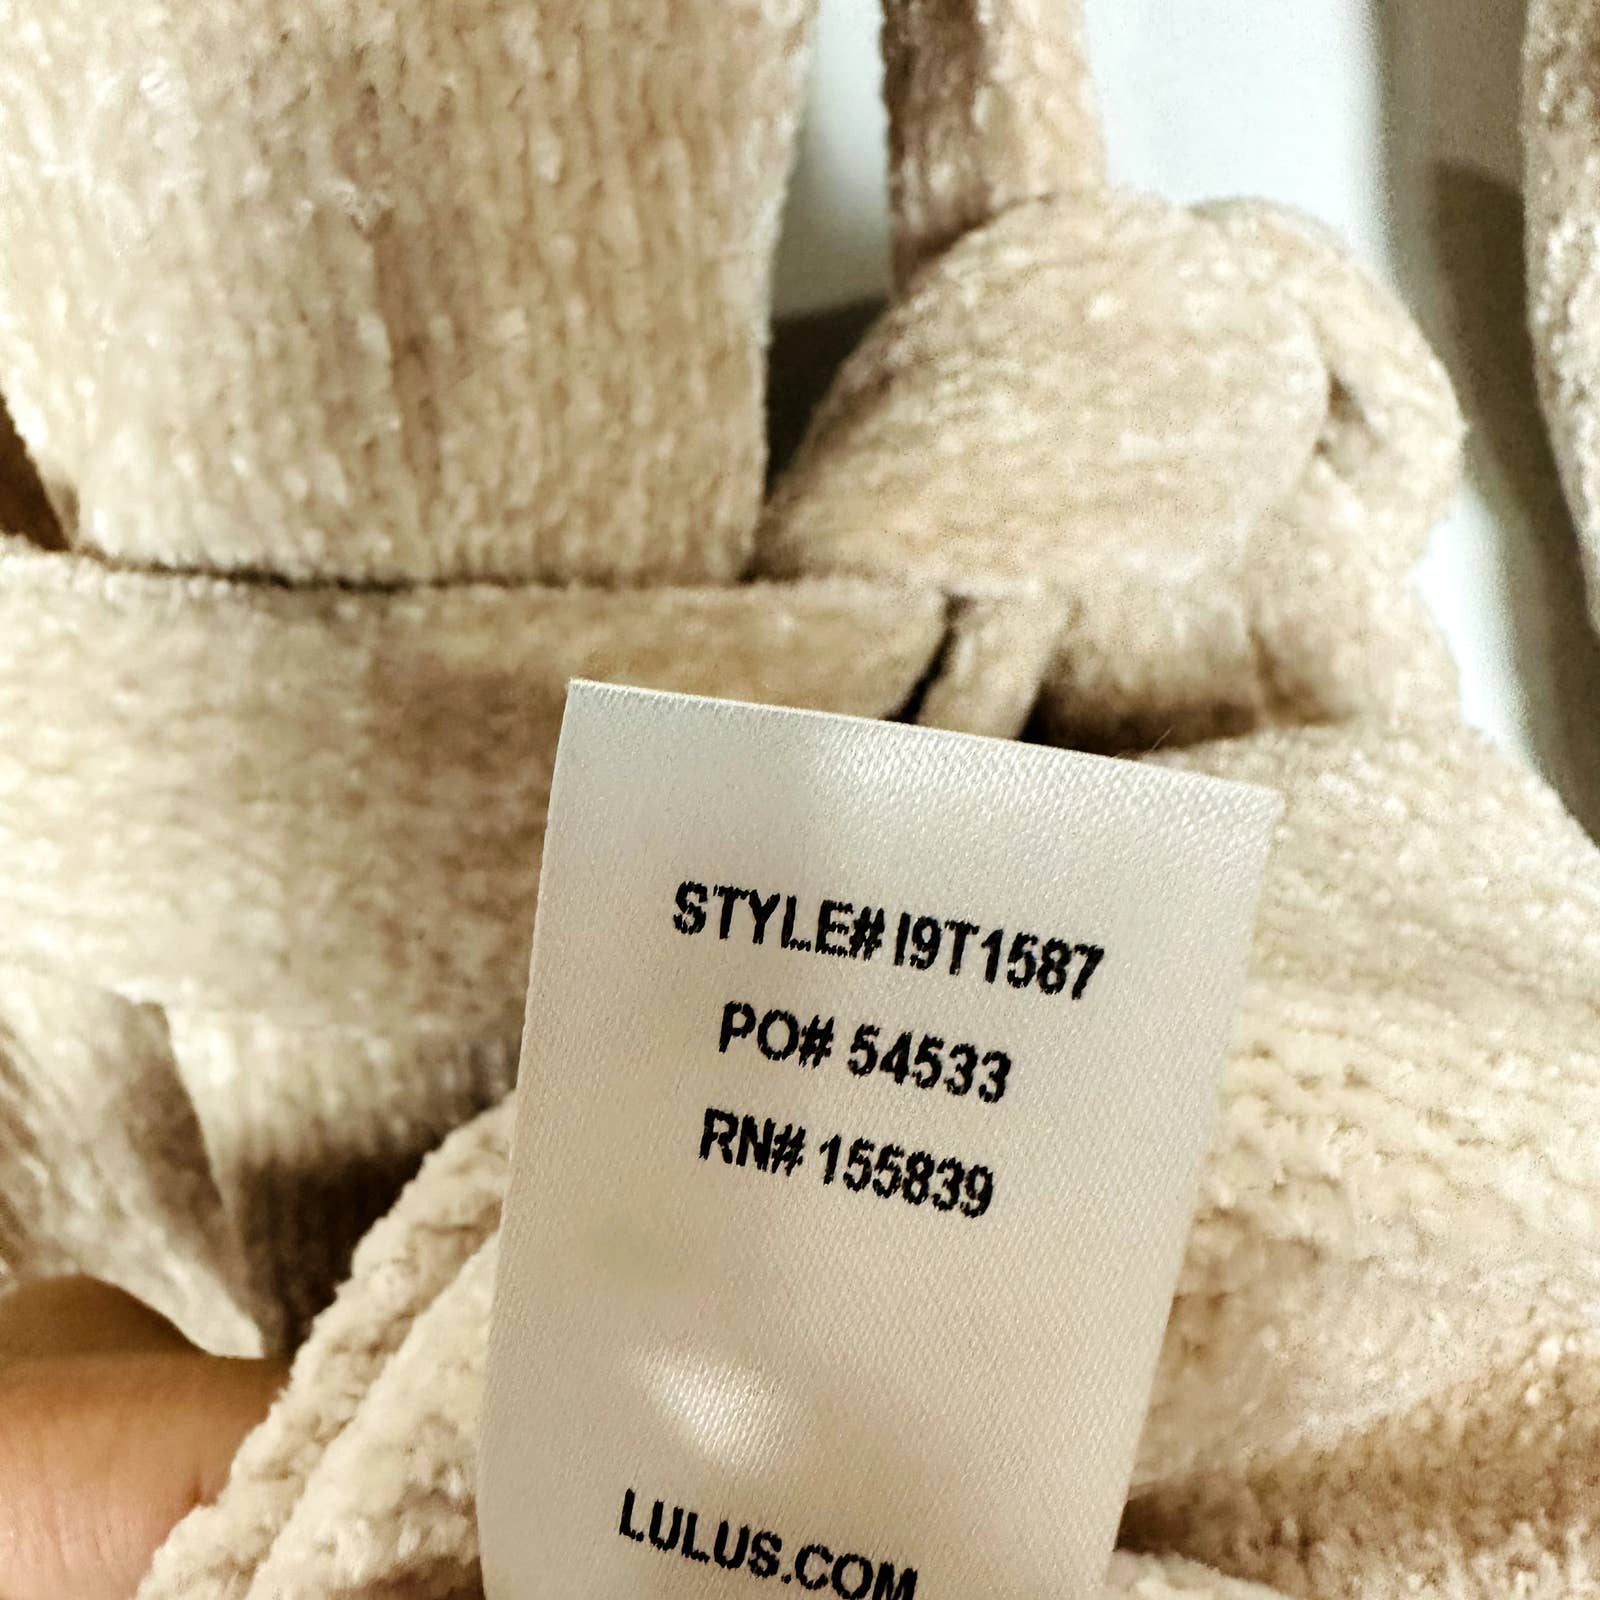 STYLE# I9T1587
PO# 54533
RN# 155839
LULUS.COM